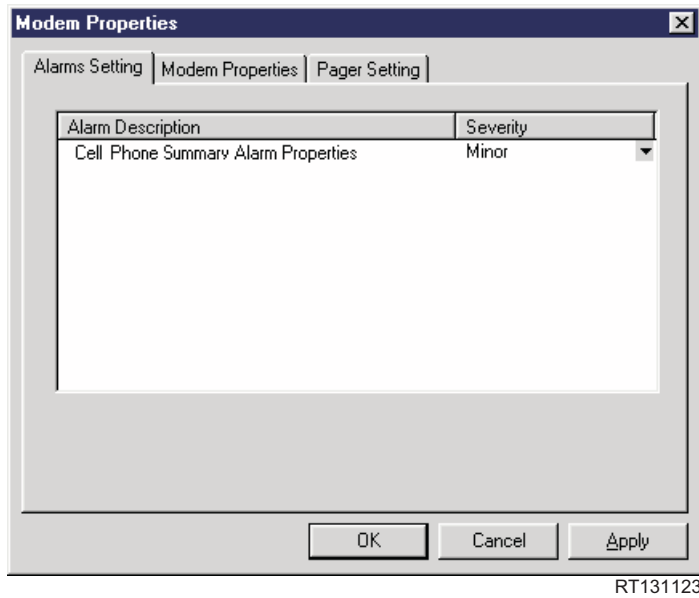 Modem Properties
Alarms Setting Modem Properties Pager Setting
Alarm Description Severity
Cell Phone Summary Alarm Properties Minor
OK Cancel Apply
RT131123